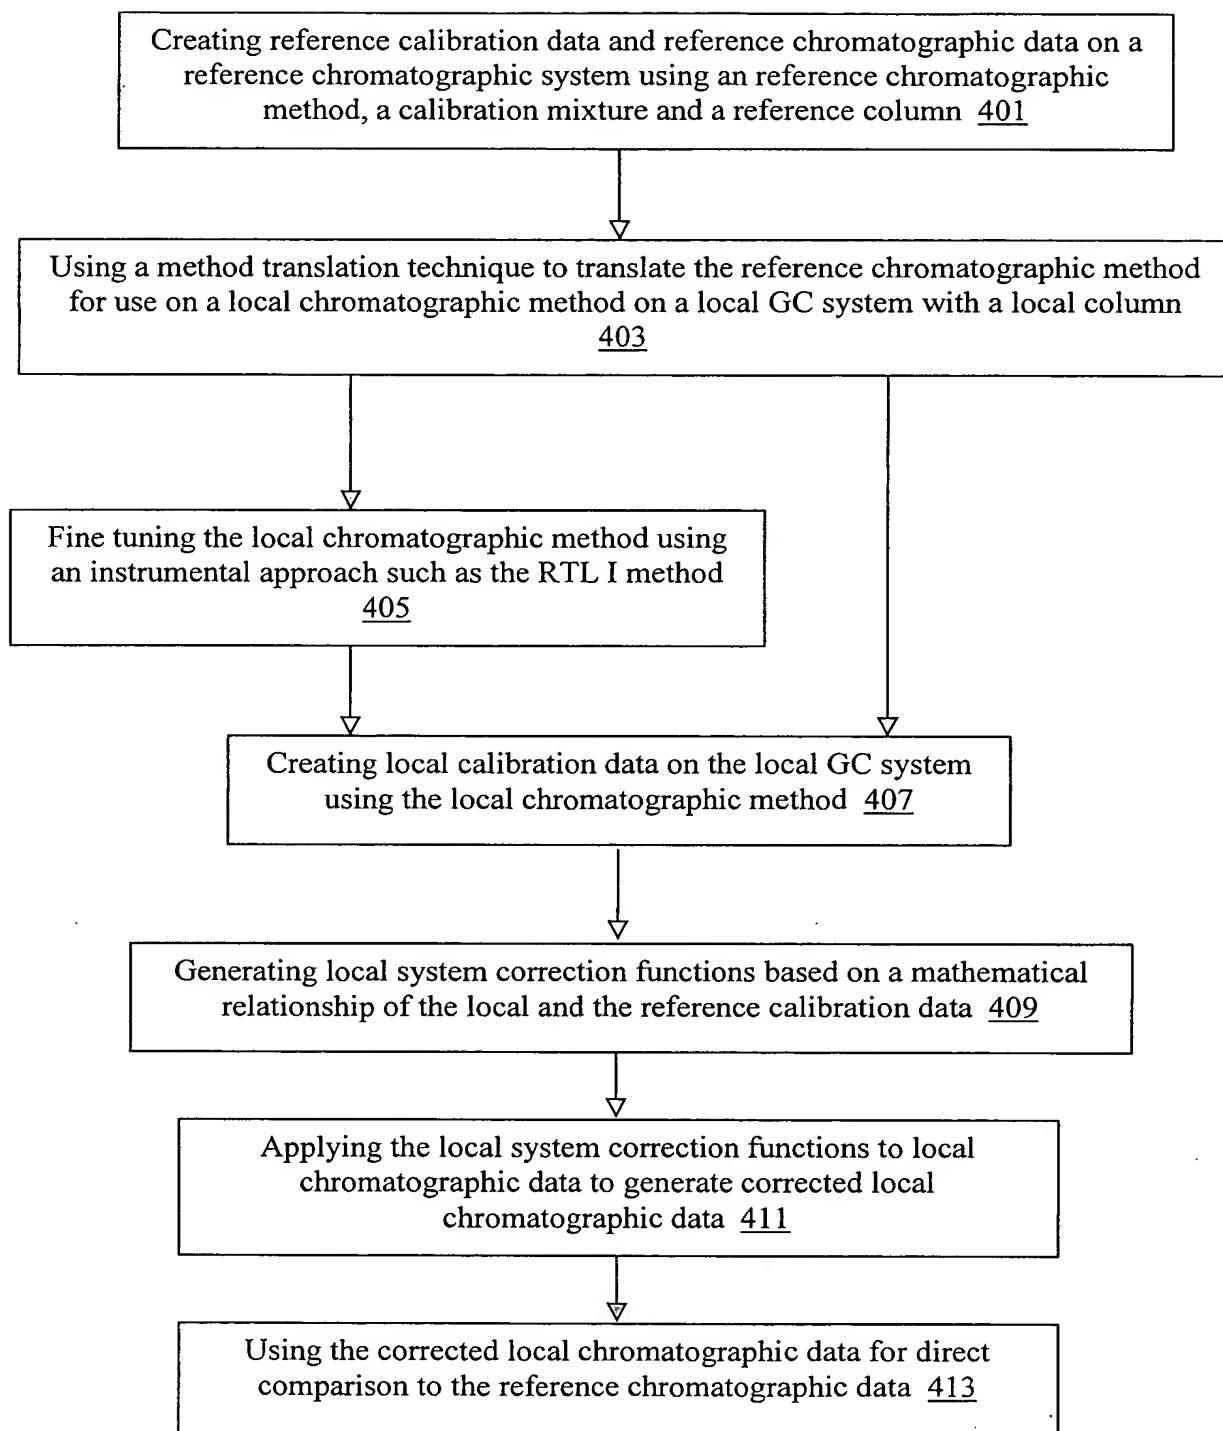 Creating reference calibration data and reference chromatographic data on a
reference chromatographic system using an reference chromatographic
method, a calibration mixture and a reference column 401
Using a method translation technique to translate the reference chromatographic method
for use on a local chromatographic method on a local GC system with a local column
403
Fine tuning the local chromatographic method using
an instrumental approach such as the RTL I method
405
Creating local calibration data on the local GC system
using the local chromatographic method 407
Generating local system correction functions based on a mathematical
relationship of the local and the reference calibration data 409
Applying the local system correction functions to local
chromatographic data to generate corrected local
chromatographic data 411
Using the corrected local chromatographic data for direct
comparison to the reference chromatographic data 413